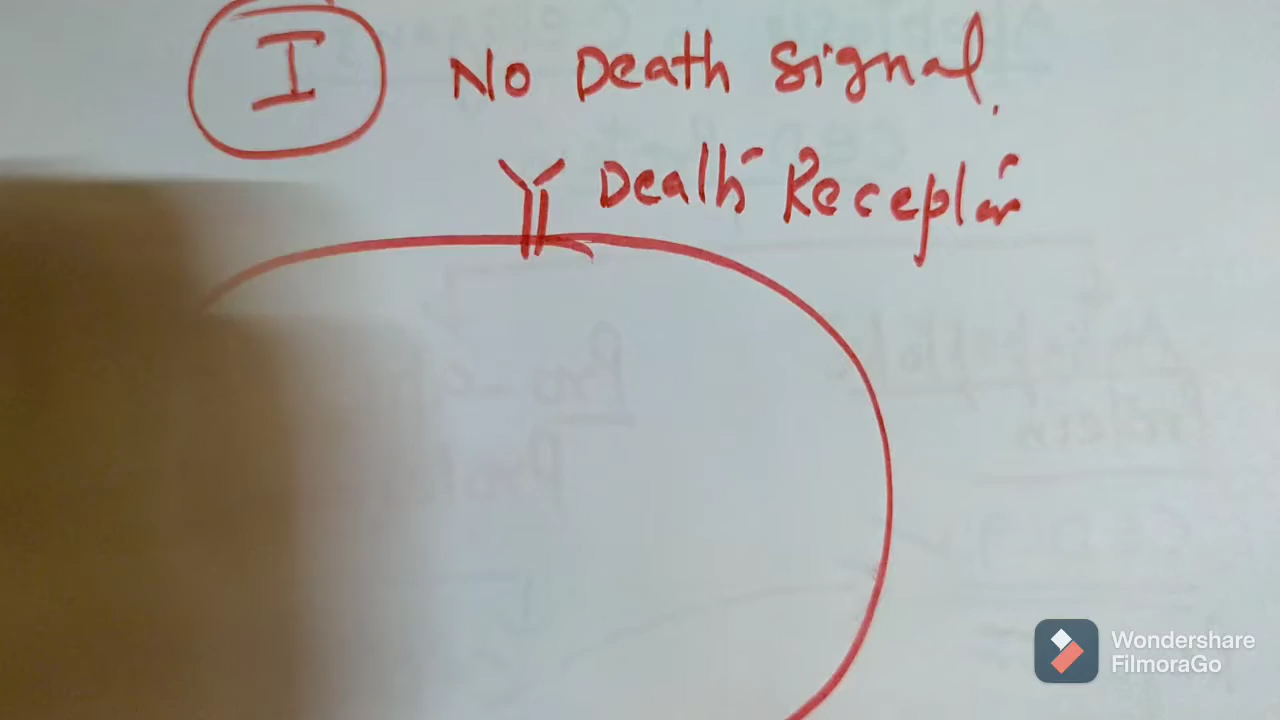 I No Death signal.
Death Receptor
Wondershare
FilmoraGo